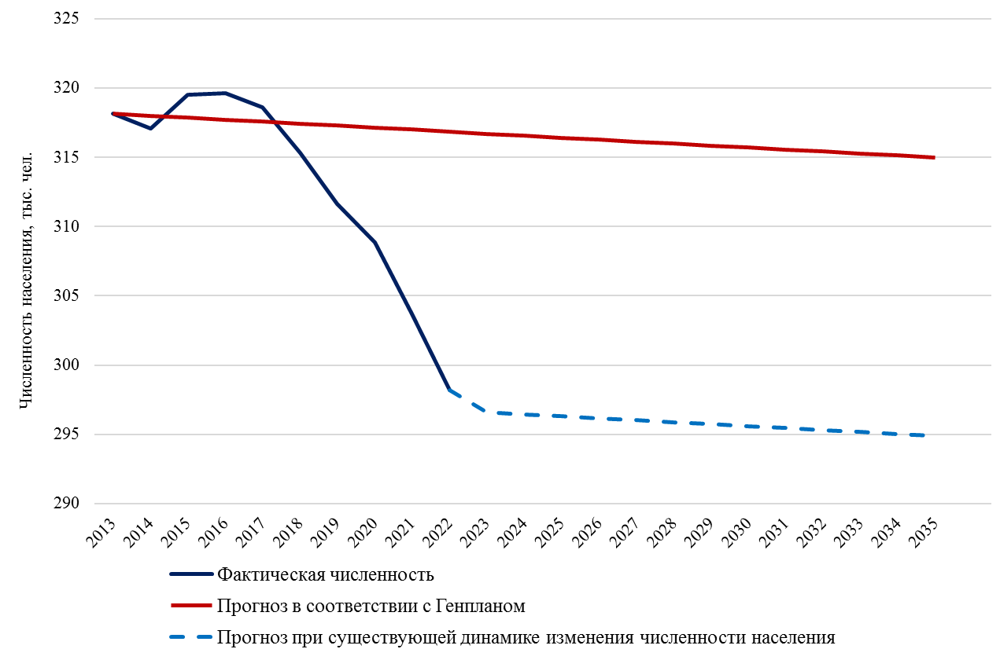 325
320
315
310
305
300
295
290
Численность населения, тыс. чел.
2013 2014 2015 2016 2017 2018 2019 2020 2021 2022 2023 2024 2025 2026 2027 2028 2029 2030 2031 2032 2033 2034 2035
Фактическая численность
Прогноз в соответствии с Генпланом
Прогноз при существующей динамике изменения численности населения